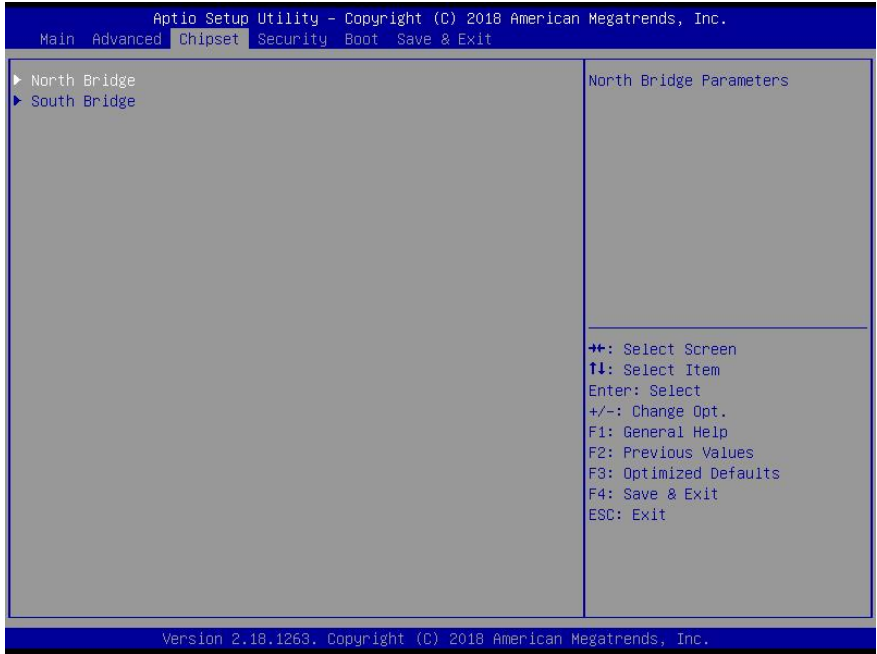 Aptio Setup Utility – Copyright (C) 2018 American Megatrends, Inc.
Main Advanced Chipset Security Boot Save & Exit
▶ North Bridge
▶ South Bridge
North Bridge Parameters
→←: Select Screen
↑↓: Select Item
Enter: Select
+/-: Change Opt.
F1: General Help
F2: Previous Values
F3: Optimized Defaults
F4: Save & Exit
ESC: Exit
Version 2.18.1263. Copyright (C) 2018 American Megatrends, Inc.